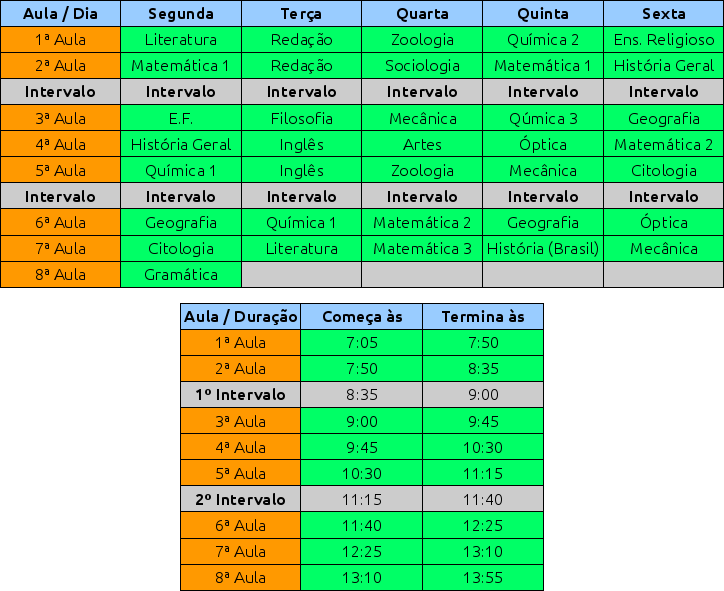 Aula / Dia Segunda Terça Quarta Quinta Sexta
1ª Aula Literatura Redação Zoologia Química 2 Ens. Religioso
2ª Aula Matemática 1 Redação Sociologia Matemática 1 História Geral
Intervalo Intervalo Intervalo Intervalo Intervalo Intervalo
3ª Aula E.F. Filosofia Mecânica Qúmica 3 Geografia
4ª Aula História Geral Inglês Artes Óptica Matemática 2
5ª Aula Química 1 Inglês Zoologia Mecânica Citologia
Intervalo Intervalo Intervalo Intervalo Intervalo Intervalo
6ª Aula Geografia Química 1 Matemática 2 Geografia Óptica
7ª Aula Citologia Literatura Matemática 3 História (Brasil) Mecânica
8ª Aula Gramática
Aula / Duração Começa às Termina às
1ª Aula 7:05 7:50
2ª Aula 7:50 8:35
1º Intervalo 8:35 9:00
3ª Aula 9:00 9:45
4ª Aula 9:45 10:30
5ª Aula 10:30 11:15
2º Intervalo 11:15 11:40
6ª Aula 11:40 12:25
7ª Aula 12:25 13:10
8ª Aula 13:10 13:55